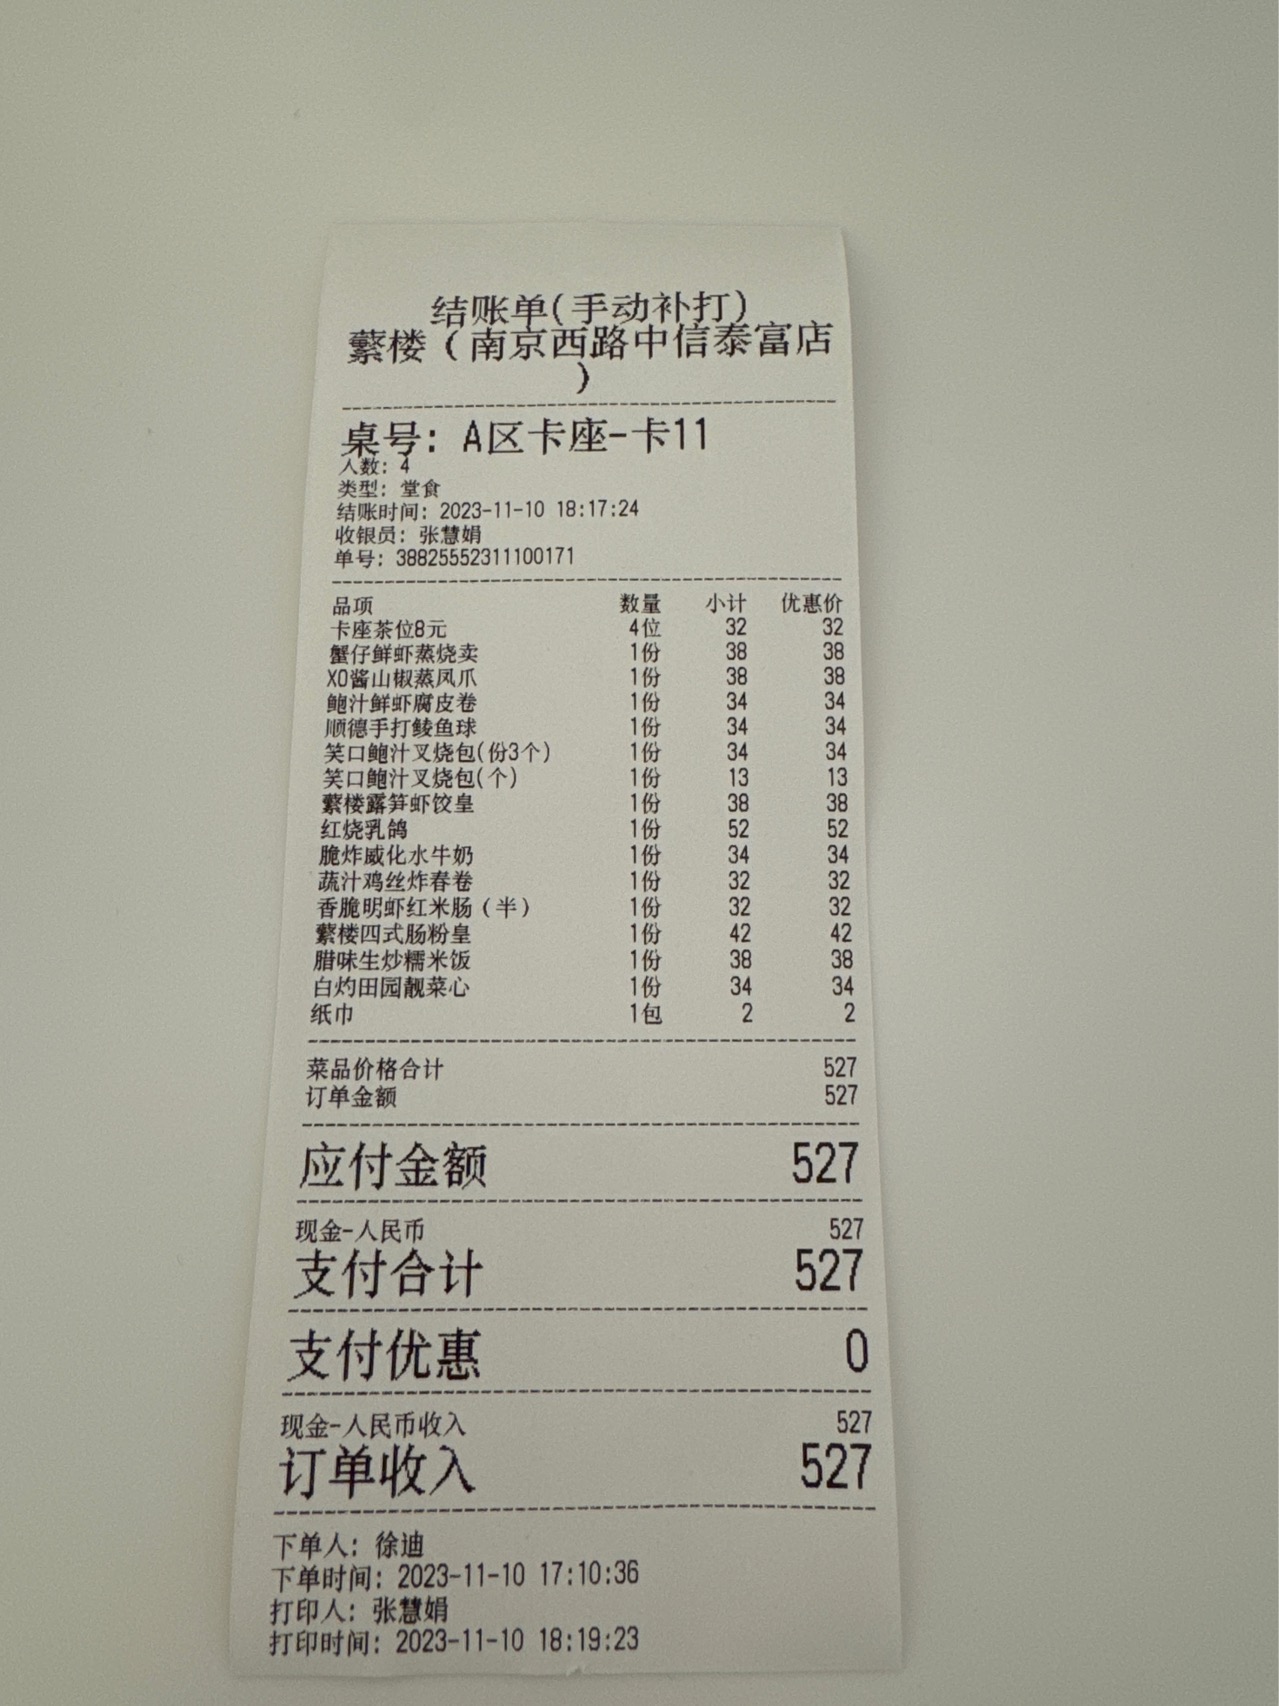 结账单(手动补打)
蘩楼（南京西路中信泰富店
）
桌号: A区卡座-卡11
人数: 4
类型: 堂食
结账时间: 2023-11-10 18:17:24
收银员: 张慧娟
单号: 38825552311100171
品项 数量 小计 优惠价
卡座茶位8元 4位 32 32
蟹仔鲜虾蒸烧卖 1份 38 38
XO酱山椒蒸凤爪 1份 38 38
鲍汁鲜虾腐皮卷 1份 34 34
顺德手打鲮鱼球 1份 34 34
笑口鲍汁叉烧包(份3个) 1份 34 34
笑口鲍汁叉烧包(个) 1份 13 13
蘩楼露笋虾饺皇 1份 38 38
红烧乳鸽 1份 52 52
脆炸威化水牛奶 1份 34 34
蔬汁鸡丝炸春卷 1份 32 32
香脆明虾红米肠（半） 1份 32 32
蘩楼四式肠粉皇 1份 42 42
腊味生炒糯米饭 1份 38 38
白灼田园靓菜心 1份 34 34
纸巾 1包 2 2
菜品价格合计 527
订单金额 527
应付金额 527
现金-人民币 527
支付合计 527
支付优惠 0
现金-人民币收入 527
订单收入 527
下单人: 徐迪
下单时间: 2023-11-10 17:10:36
打印人: 张慧娟
打印时间: 2023-11-10 18:19:23